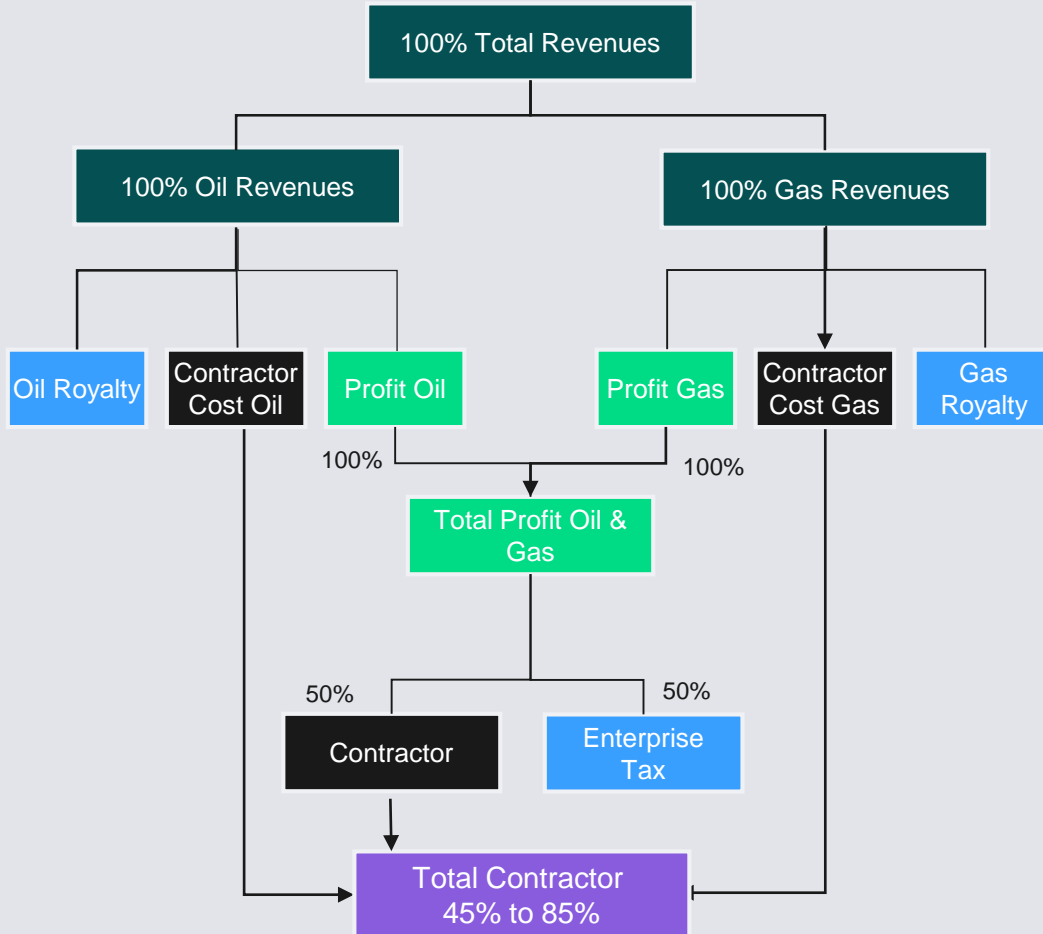 100% Total Revenues
100% Oil Revenues
100% Gas Revenues
Oil Royalty
Contractor
Cost Oil
Profit Oil
Profit Gas
Contractor
Cost Gas
Gas
Royalty
100%
100%
Total Profit Oil &
Gas
50%
50%
Contractor
Enterprise
Tax
Total Contractor
45% to 85%